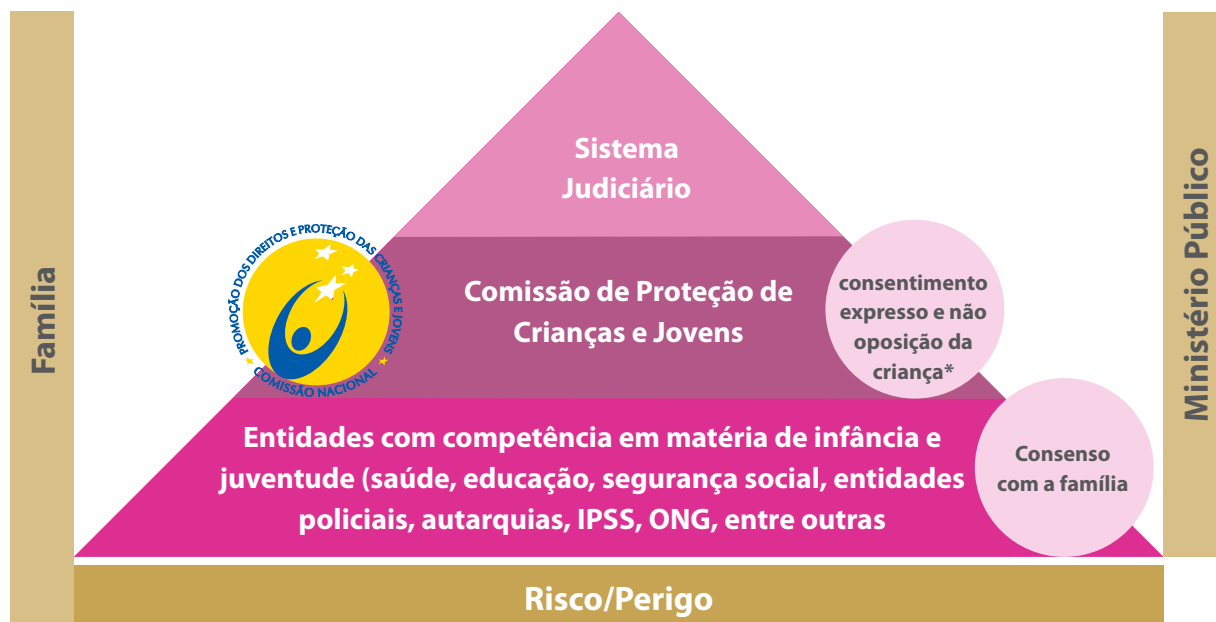 Família
Sistema
Judiciário
Ministério Público
PROMOÇÃO DOS DIREITOS E PROTEÇÃO DAS CRIANÇAS E JOVENS
COMISSÃO NACIONAL
Comissão de Proteção de
Crianças e Jovens
consentimento
expresso e não
oposição da
criança*
Entidades com competência em matéria de infância e
juventude (saúde, educação, segurança social, entidades
policiais, autarquias, IPSS, ONG, entre outras
Consenso
com a família
Risco/Perigo